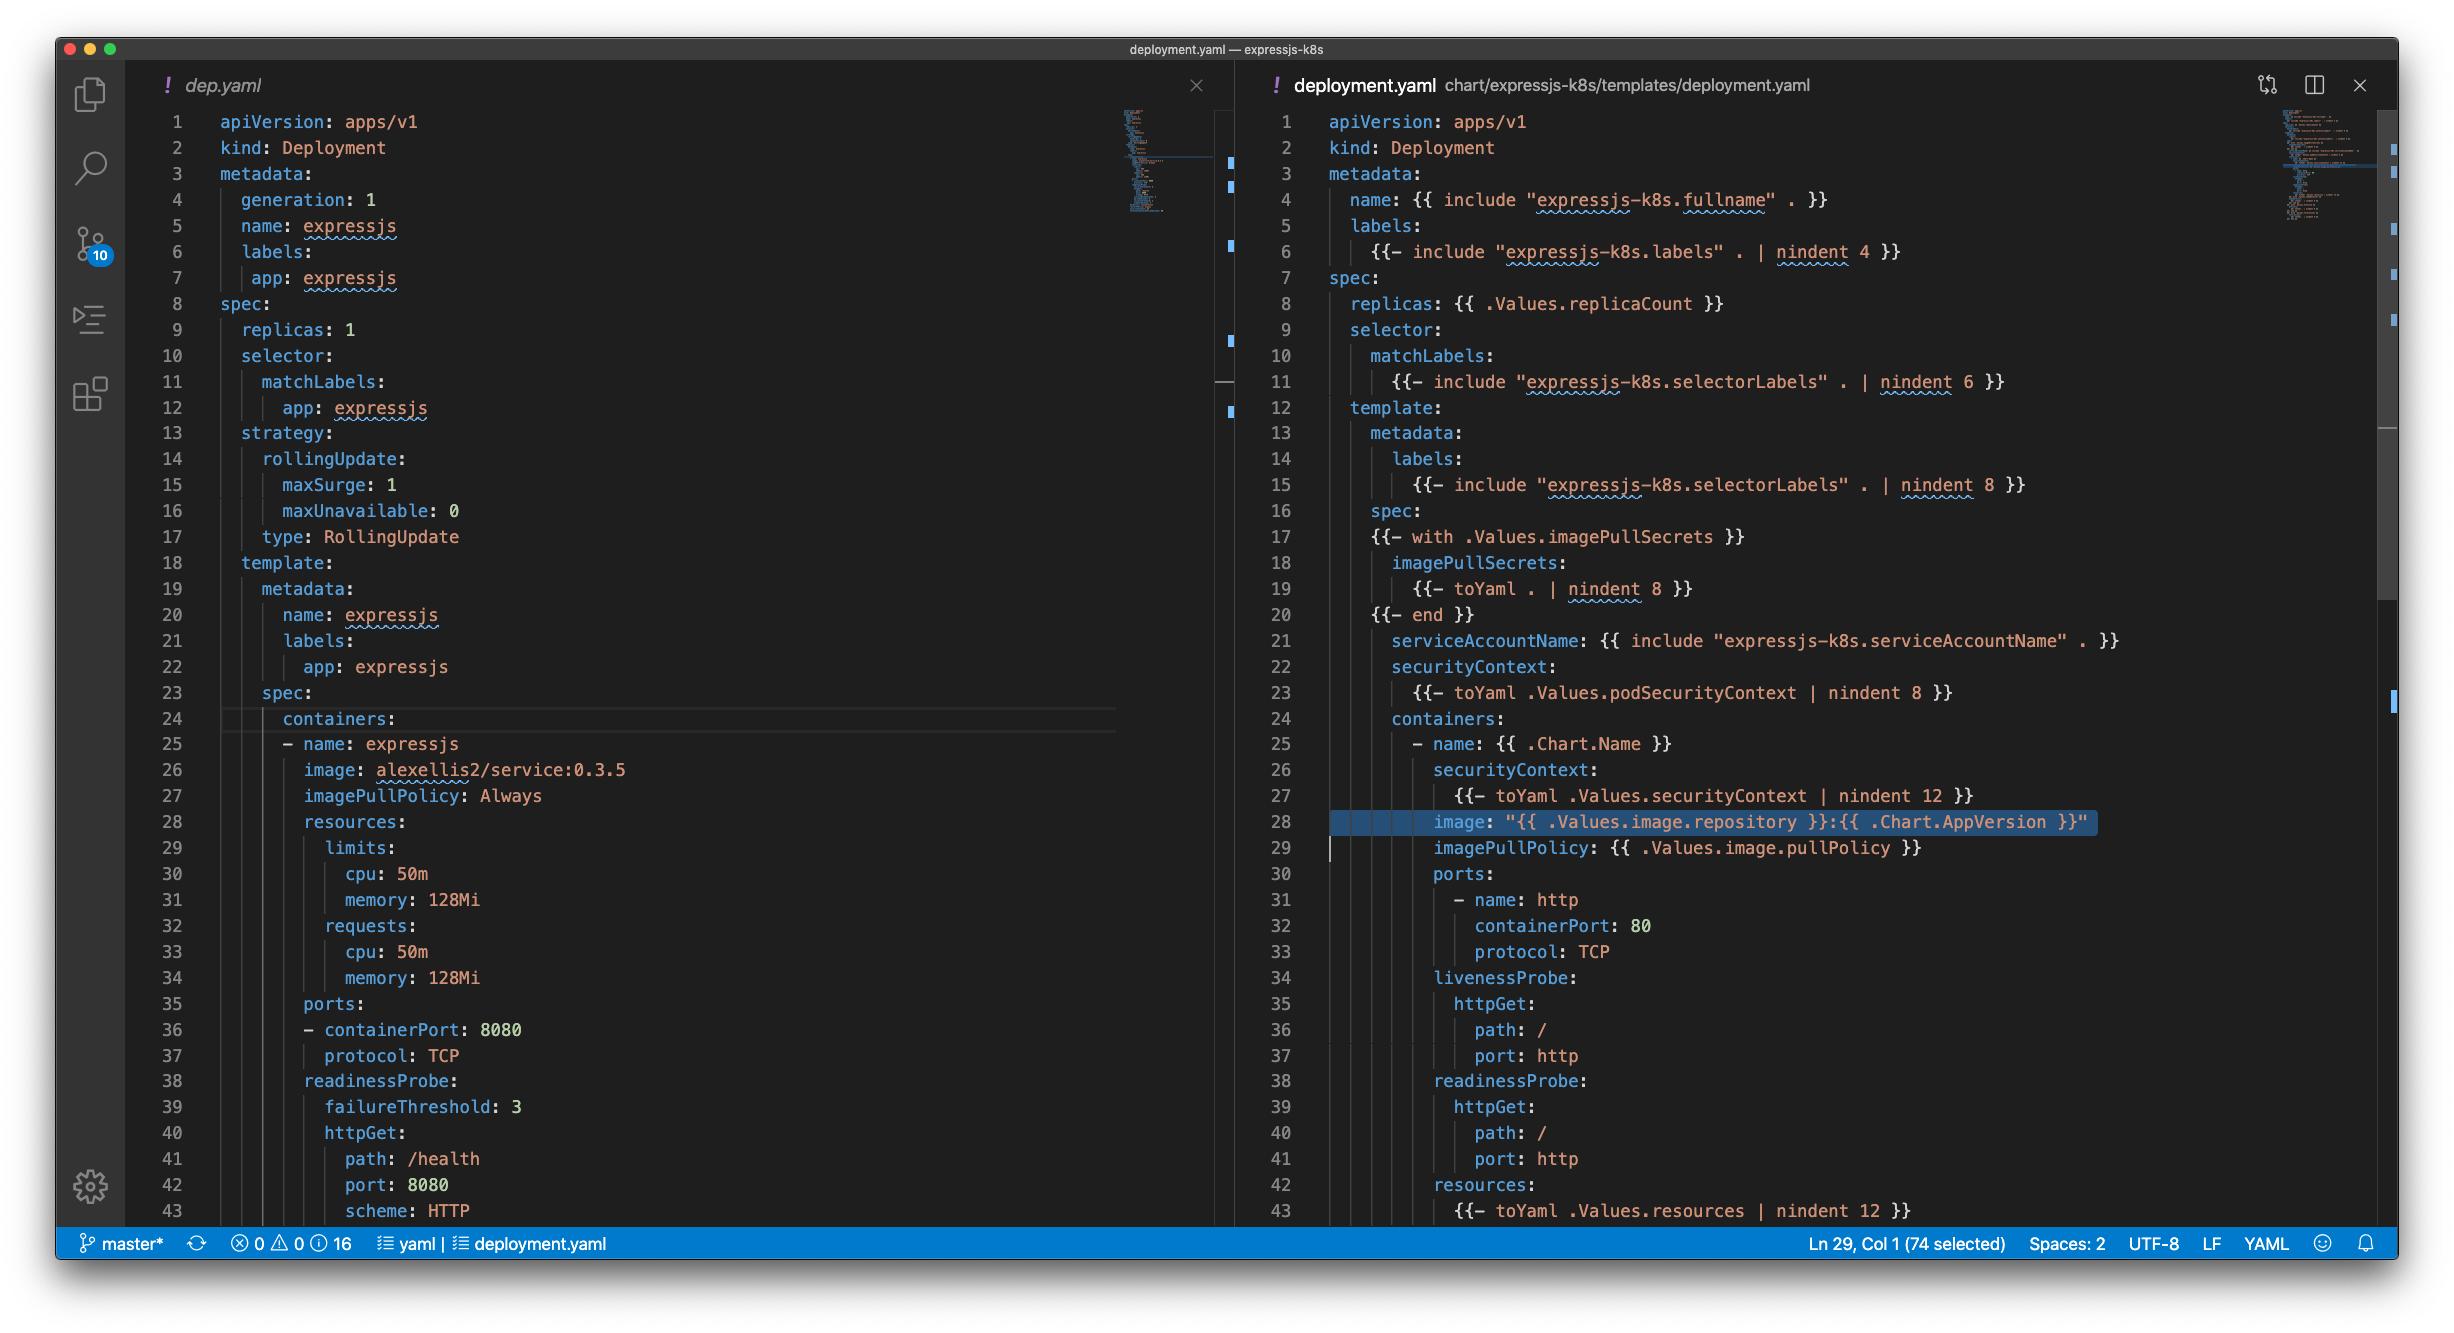 deployment.yaml — expressjs-k8s
! dep.yaml
1 apiVersion: apps/v1
2 kind: Deployment
3 metadata:
4 generation: 1
5 name: expressjs
6 labels:
7 app: expressjs
8 spec:
9 replicas: 1
10 selector:
11 matchLabels:
12 app: expressjs
13 strategy:
14 rollingUpdate:
15 maxSurge: 1
16 maxUnavailable: 0
17 type: RollingUpdate
18 template:
19 metadata:
20 name: expressjs
21 labels:
22 app: expressjs
23 spec:
24 containers:
25 - name: expressjs
26 image: alexellis2/service:0.3.5
27 imagePullPolicy: Always
28 resources:
29 limits:
30 cpu: 50m
31 memory: 128Mi
32 requests:
33 cpu: 50m
34 memory: 128Mi
35 ports:
36 - containerPort: 8080
37 protocol: TCP
38 readinessProbe:
39 failureThreshold: 3
40 httpGet:
41 path: /health
42 port: 8080
43 scheme: HTTP
! deployment.yaml chart/expressjs-k8s/templates/deployment.yaml
1 apiVersion: apps/v1
2 kind: Deployment
3 metadata:
4 name: {{ include "expressjs-k8s.fullname" . }}
5 labels:
6 {{- include "expressjs-k8s.labels" . | nindent 4 }}
7 spec:
8 replicas: {{ .Values.replicaCount }}
9 selector:
10 matchLabels:
11 {{- include "expressjs-k8s.selectorLabels" . | nindent 6 }}
12 template:
13 metadata:
14 labels:
15 {{- include "expressjs-k8s.selectorLabels" . | nindent 8 }}
16 spec:
17 {{- with .Values.imagePullSecrets }}
18 imagePullSecrets:
19 {{- toYaml . | nindent 8 }}
20 {{- end }}
21 serviceAccountName: {{ include "expressjs-k8s.serviceAccountName" . }}
22 securityContext:
23 {{- toYaml .Values.podSecurityContext | nindent 8 }}
24 containers:
25 - name: {{ .Chart.Name }}
26 securityContext:
27 {{- toYaml .Values.securityContext | nindent 12 }}
28 image: "{{ .Values.image.repository }}:{{ .Chart.AppVersion }}"
29 imagePullPolicy: {{ .Values.image.pullPolicy }}
30 ports:
31 - name: http
32 containerPort: 80
33 protocol: TCP
34 livenessProbe:
35 httpGet:
36 path: /
37 port: http
38 readinessProbe:
39 httpGet:
40 path: /
41 port: http
42 resources:
43 {{- toYaml .Values.resources | nindent 12 }}
10
master* 0 0 16 yaml | deployment.yaml Ln 29, Col 1 (74 selected) Spaces: 2 UTF-8 LF YAML